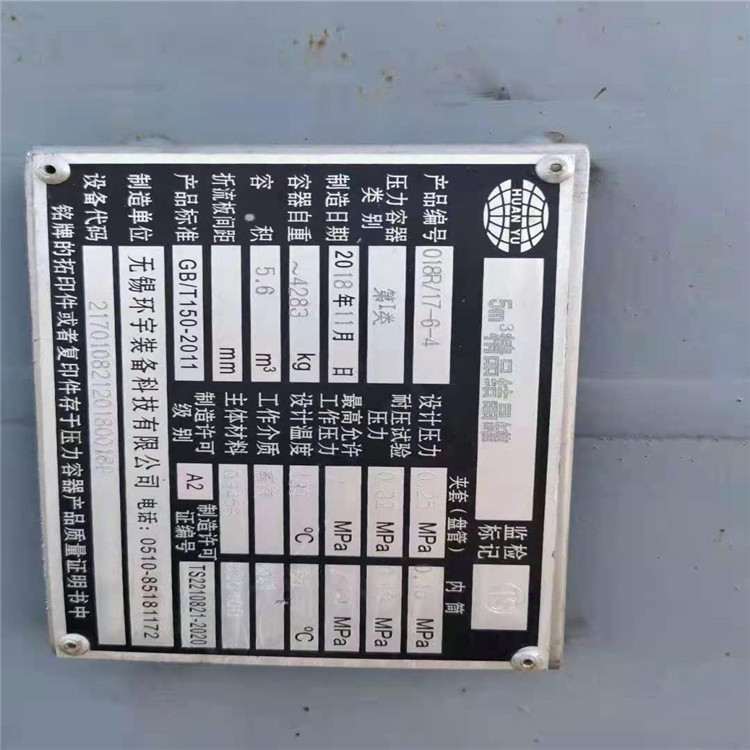 HUAN YU
5m³精品结晶罐
监检标记
产品编号 018R/17-6-4
夹套(盘管) 内筒
压力容器类别 第I类
设计压力 0.25 MPa MPa
制造日期 2018年11月 日
耐压试验压力 0.32 MPa MPa
容器自重 ~4283 kg
最高允许工作压力 MPa MPa
容积 5.6 m³
设计温度 ℃ ℃
折流板间距 mm
工作介质
产品标准 GB/T150-2011
主体材料
制造许可级别 A2 制造许可证编号 TS2210821-2020
制造单位 无锡环宇装备科技有限公司 电话:0510-85181172
设备代码 21701082120180018R
铭牌的拓印件或者复印件存于压力容器产品质量证明书中